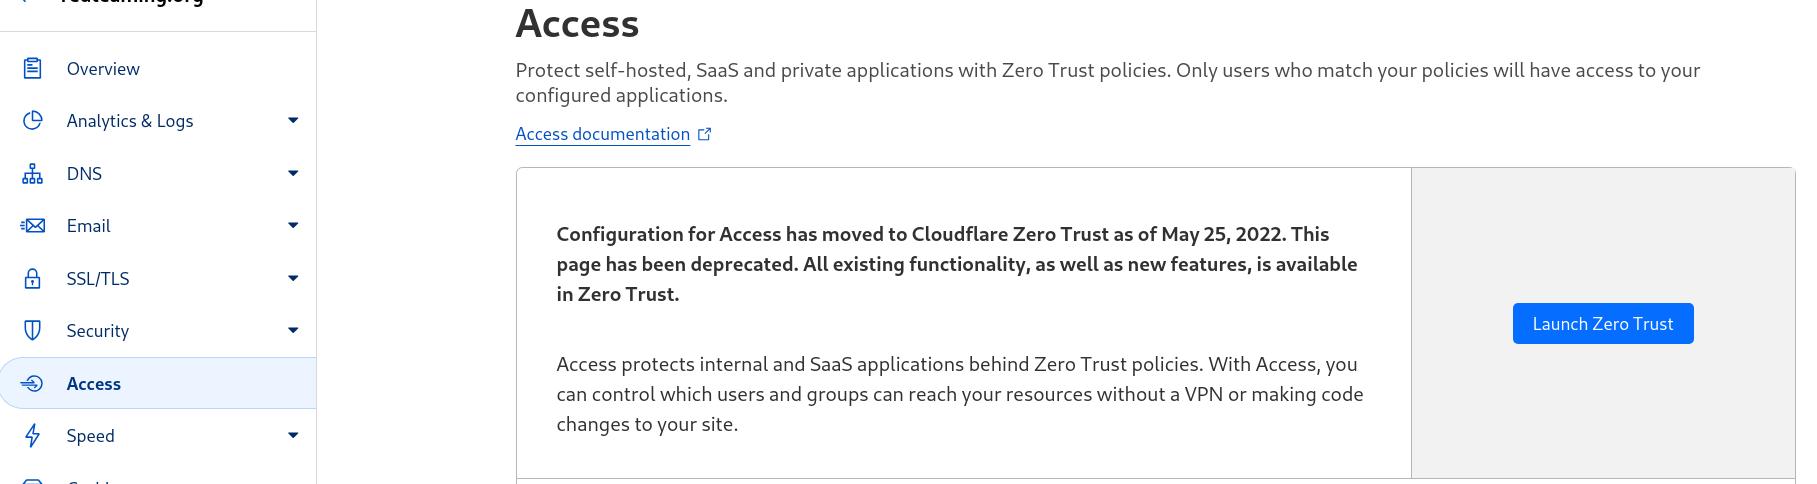 Access
Protect self-hosted, SaaS and private applications with Zero Trust policies. Only users who match your policies will have access to your
configured applications.
Access documentation
Overview
Analytics & Logs
DNS
Email
SSL/TLS
Security
Access
Speed
Configuration for Access has moved to Cloudflare Zero Trust as of May 25, 2022. This
page has been deprecated. All existing functionality, as well as new features, is available
in Zero Trust.
Access protects internal and SaaS applications behind Zero Trust policies. With Access, you
can control which users and groups can reach your resources without a VPN or making code
changes to your site.
Launch Zero Trust